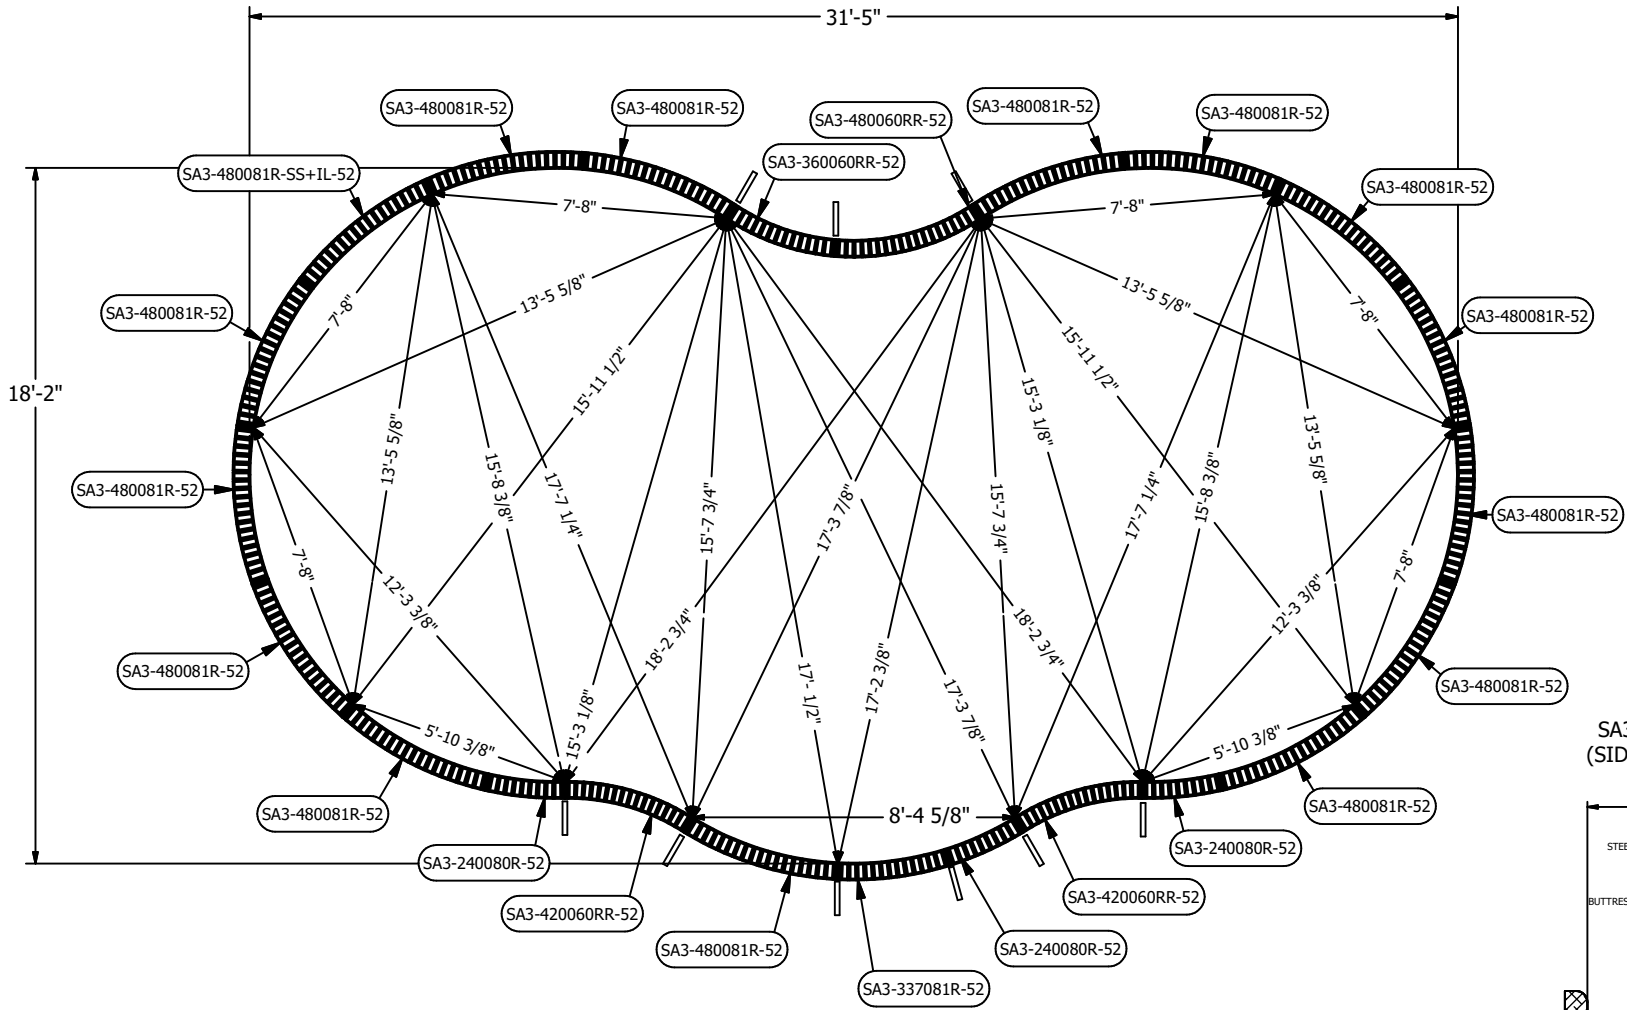 31'-5"
SA3-480081R-52
SA3-480081R-52
SA3-480060RR-52
SA3-480081R-52
SA3-480081R-52
SA3-480081R-SS+IL-52
SA3-360060RR-52
SA3-480081R-52
7'-8"
7'-8"
SA3-480081R-52
13'-5 5/8"
7'-8"
13'-5 5/8"
7'-8"
SA3-480081R-52
18'-2"
15'-11 1/2"
15'-11 1/2"
15'-3 1/8"
13'-5 5/8"
15'-8 3/8"
17'-7 1/4"
15'-7 3/4"
17'-3 7/8"
15'-7 3/4"
17'-7 1/4"
15'-8 3/8"
13'-5 5/8"
SA3-480081R-52
SA3-480081R-52
7'-8"
12'-3 3/8"
18'-2 3/4"
18'-2 3/4"
12'-3 3/8"
7'-8"
SA3-480081R-52
SA3-480081R-52
5'-10 3/8"
15'-3 1/8"
17'- 1/2"
17'-2 3/8"
17'-3 7/8"
5'-10 3/8"
SA3
(SID
SA3-480081R-52
8'-4 5/8"
SA3-480081R-52
SA3-240080R-52
SA3-240080R-52
STEE
SA3-420060RR-52
SA3-420060RR-52
BUTTRES
SA3-480081R-52
SA3-240080R-52
SA3-337081R-52